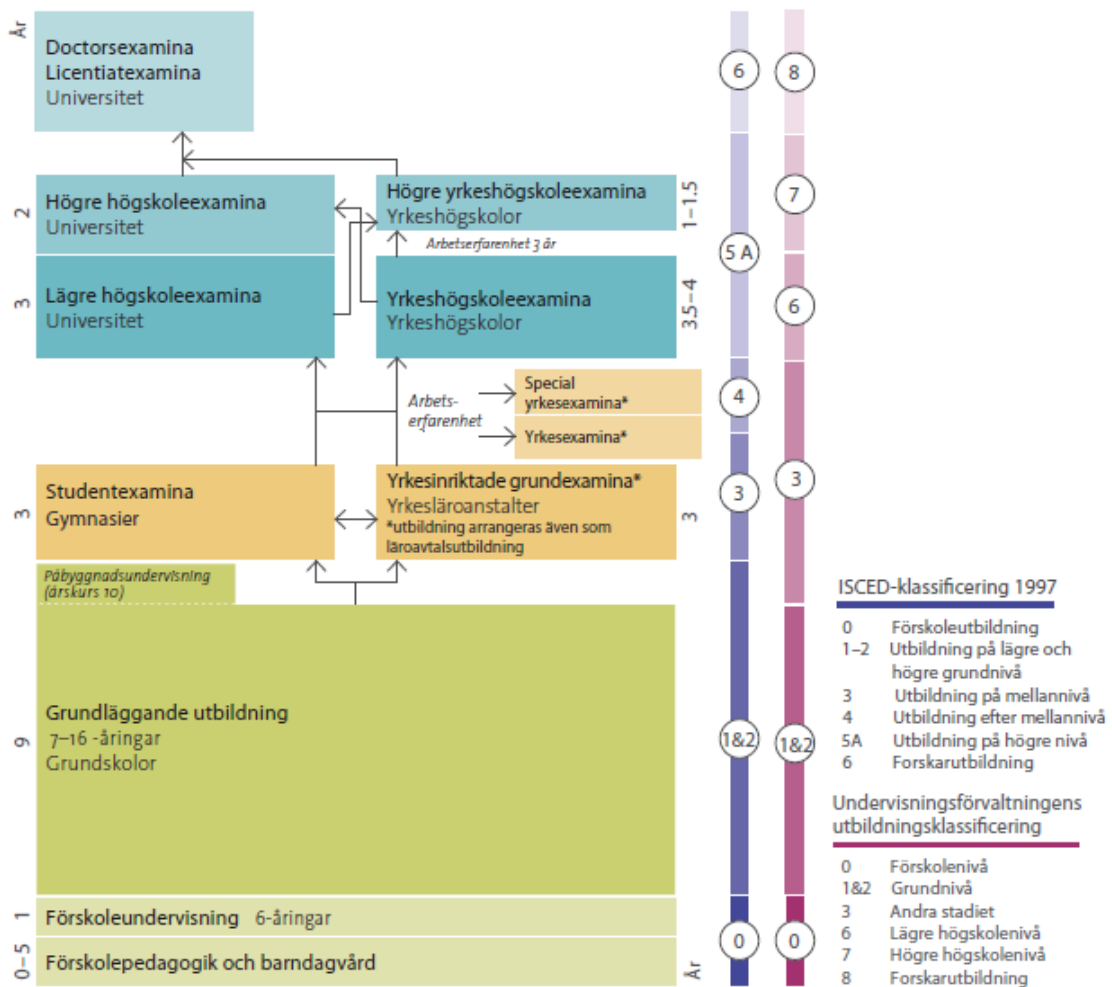 År
Doctorsexamina
Licentiatexamina
Universitet
2
Högre högskoleexamina
Universitet
Högre yrkeshögskoleexamina
Yrkeshögskolor
1–1.5
Arbetserfarenhet 3 år
3
Lägre högskoleexamina
Universitet
Yrkeshögskoleexamina
Yrkeshögskolor
3.5–4
Arbets-
erfarenhet
Special
yrkesexamina*
Yrkesexamina*
3
Studentexamina
Gymnasier
Yrkesinriktade grundexamina*
Yrkesläroanstalter
*utbildning arrangeras även som
läroavtalsutbildning
3
Påbyggnadsundervisning
(årskurs 10)
9
Grundläggande utbildning
7–16 -åringar
Grundskolor
1
Förskoleundervisning 6-åringar
0–5
Förskolepedagogik och barndagvård
År
6
5 A
4
3
1&2
0
8
7
6
3
1&2
0
ISCED-klassificering 1997
0 Förskoleutbildning
1–2 Utbildning på lägre och
högre grundnivå
3 Utbildning på mellannivå
4 Utbildning efter mellannivå
5A Utbildning på högre nivå
6 Forskarutbildning
Undervisningsförvaltningens
utbildningsklassificering
0 Förskolenivå
1&2 Grundnivå
3 Andra stadiet
6 Lägre högskolenivå
7 Högre högskolenivå
8 Forskarutbildning